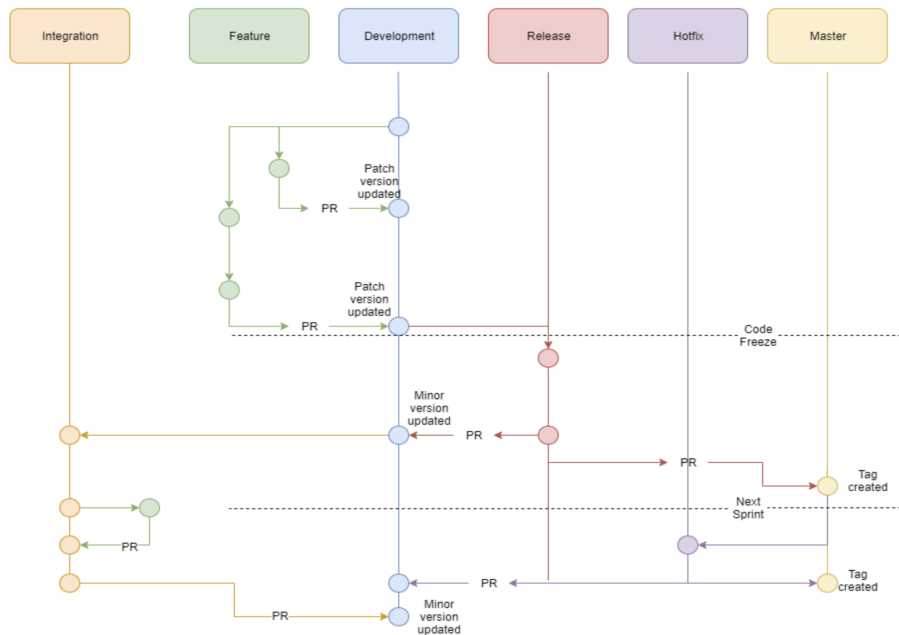 Integration
Feature
Development
Release
Hotfix
Master
Patch
version
updated
PR
Patch
version
updated
PR
Code
Freeze
Minor
version
updated
PR
PR
Tag
created
Next
Sprint
PR
PR
Tag
created
Minor
version
updated
PR